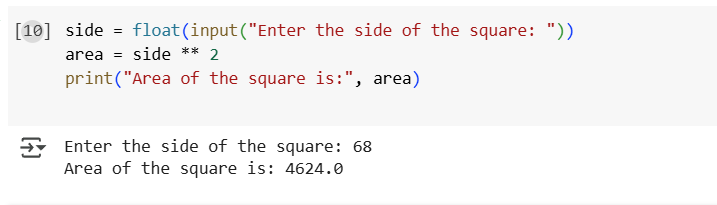 [10] side = float(input("Enter the side of the square: "))
area = side ** 2
print("Area of the square is:", area)
Enter the side of the square: 68
Area of the square is: 4624.0